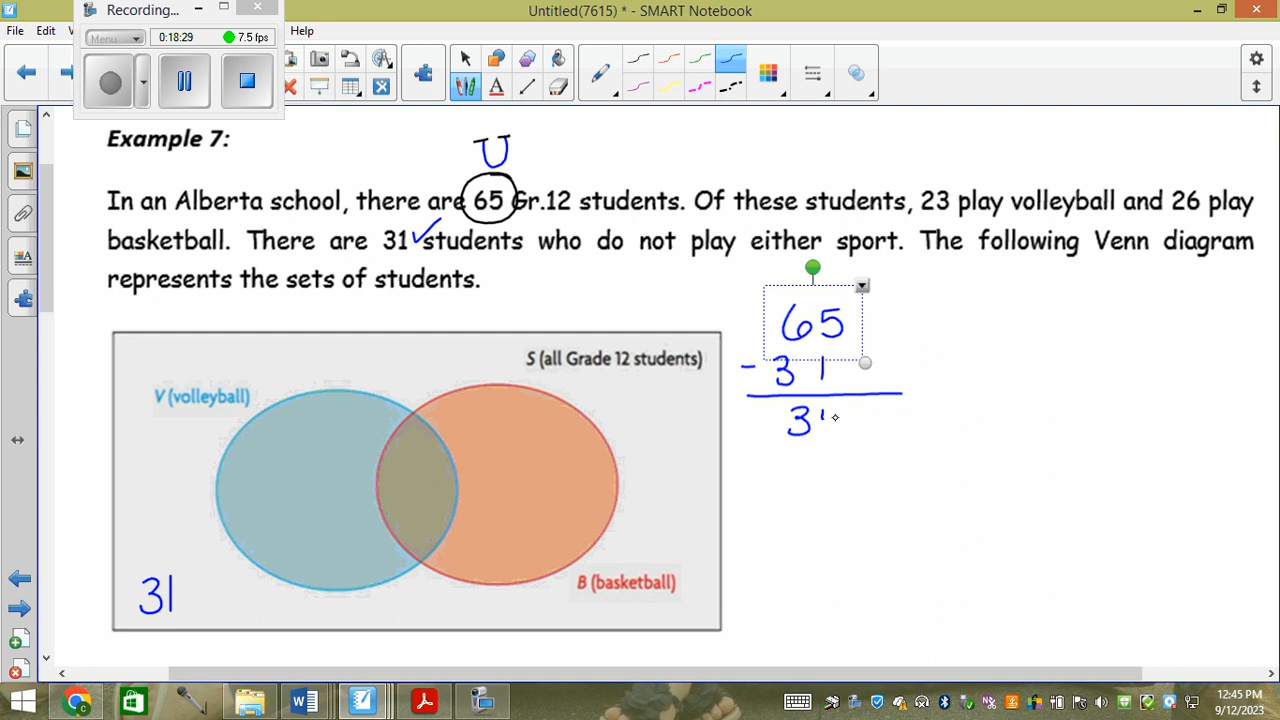 Recording...
Untitled(7615) * - SMART Notebook
File Edit Help
Menu 0:18:29 7.5 fps
Example 7:
U
In an Alberta school, there are 65 Gr.12 students. Of these students, 23 play volleyball and 26 play
basketball. There are 31 students who do not play either sport. The following Venn diagram
represents the sets of students.
S (all Grade 12 students)
V (volleyball)
B (basketball)
31
65
- 31
3
12:45 PM
9/12/2023